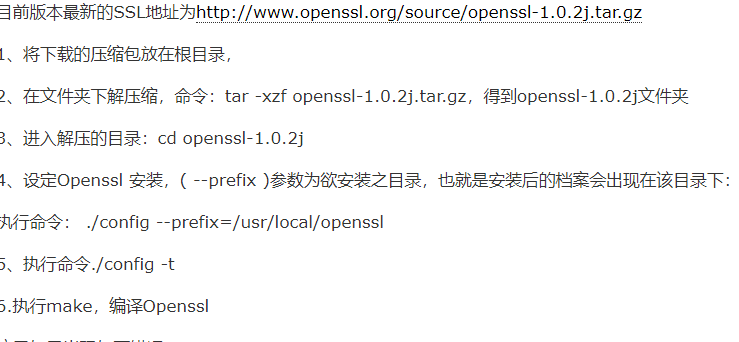 目前版本最新的SSL地址为http://www.openssl.org/source/openssl-1.0.2j.tar.gz
1、将下载的压缩包放在根目录，
2、在文件夹下解压缩，命令：tar -xzf openssl-1.0.2j.tar.gz，得到openssl-1.0.2j文件夹
3、进入解压的目录：cd openssl-1.0.2j
4、设定Openssl 安装，( --prefix )参数为欲安装之目录，也就是安装后的档案会出现在该目录下：
执行命令： ./config --prefix=/usr/local/openssl
5、执行命令./config -t
6.执行make，编译Openssl